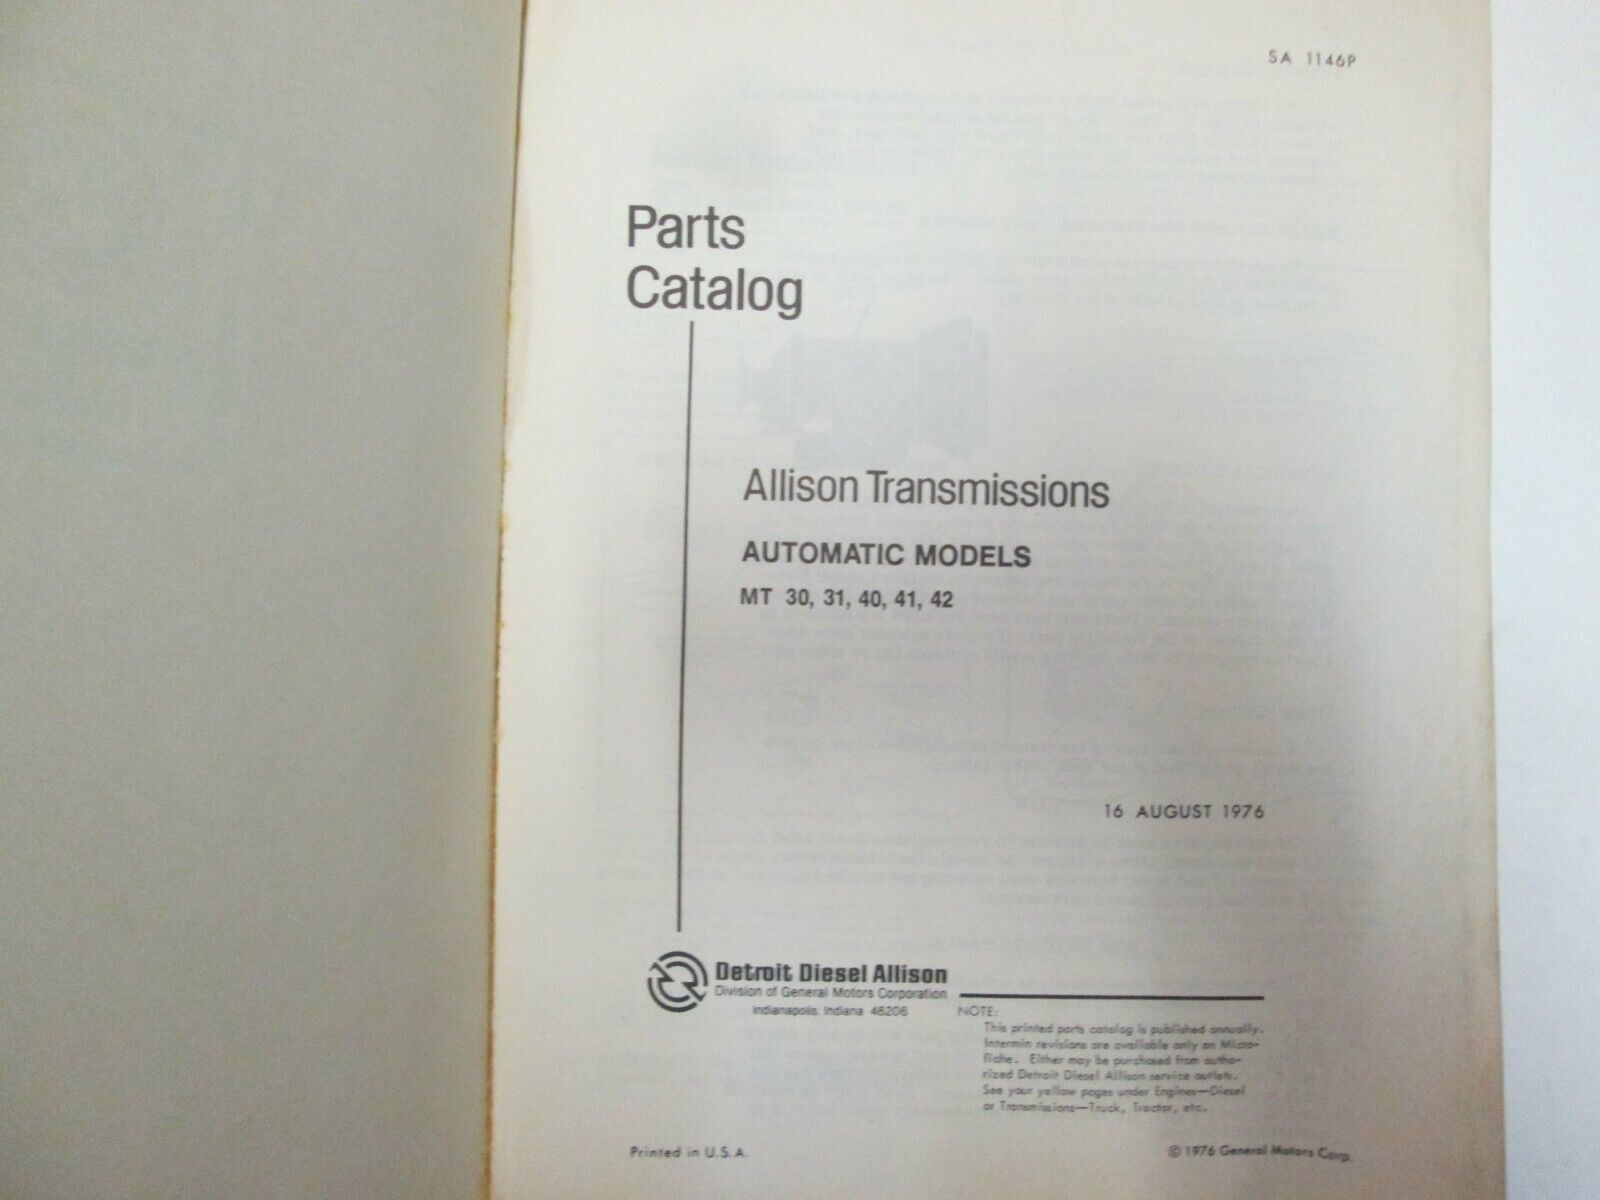 SA 1146P
Parts
Catalog
Allison Transmissions
AUTOMATIC MODELS
MT 30, 31, 40, 41, 42
16 AUGUST 1976
Detroit Diesel Allison
Division of General Motors Corporation
Indianapolis, Indiana 46206
NOTE:
This printed parts catalog is published annually.
Intermin revisions are available only on Micro-
fiche. Either may be purchased from autho-
rized Detroit Diesel Allison service outlets.
See your yellow pages under Engines—Diesel
or Transmissions—Truck, Tractor, etc.
Printed in U.S.A.
© 1976 General Motors Corp.